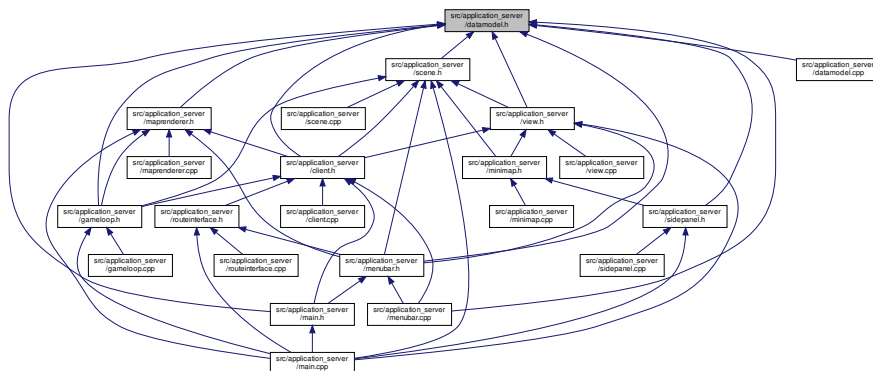 src/application_server
/datamodel.h
src/application_server
/scene.h
src/application_server
/datamodel.cpp
src/application_server
/maprenderer.h
src/application_server
/scene.cpp
src/application_server
/view.h
src/application_server
/maprenderer.cpp
src/application_server
/client.h
src/application_server
/minimap.h
src/application_server
/view.cpp
src/application_server
/gameloop.h
src/application_server
/routeinterface.h
src/application_server
/client.cpp
src/application_server
/minimap.cpp
src/application_server
/sidepanel.h
src/application_server
/gameloop.cpp
src/application_server
/routeinterface.cpp
src/application_server
/menubar.h
src/application_server
/sidepanel.cpp
src/application_server
/main.h
src/application_server
/menubar.cpp
src/application_server
/main.cpp